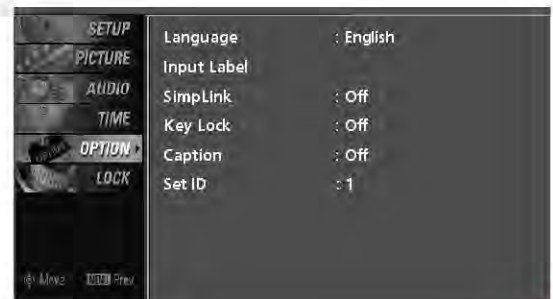 SETUP
PICTURE
AUDIO
TIME
OPTION
LOCK
Language : English
Input Label
SimpLink : Off
Key Lock : Off
Caption : Off
Set ID : 1
Move MENU Prev